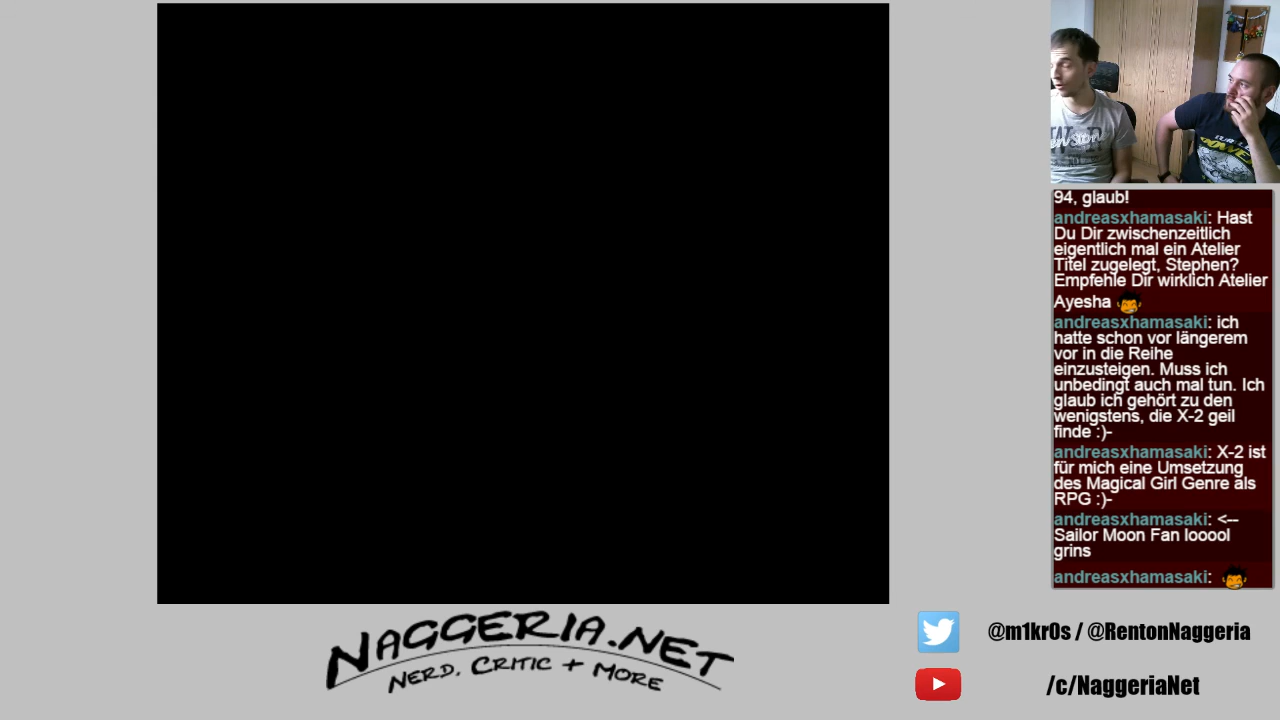 94, glaub!
andreasxhamasaki: Hast
Du Dir zwischenzeitlich
eigentlich mal ein Atelier
Titel zugelegt, Stephen?
Empfehle Dir wirklich Atelier
Ayesha
andreasxhamasaki: ich
hatte schon vor längerem
vor in die Reihe
einzusteigen. Muss ich
unbedingt auch mal tun. Ich
glaub ich gehört zu den
wenigstens, die X-2 geil
finde :)-
andreasxhamasaki: X-2 ist
für mich eine Umsetzung
des Magical Girl Genre als
RPG :)-
andreasxhamasaki: <--
Sailor Moon Fan looool
grins
andreasxhamasaki:
NAGGERIA.NET
NERD, CRITIC + MORE
@m1kr0s / @RentonNaggeria
/c/NaggeriaNet